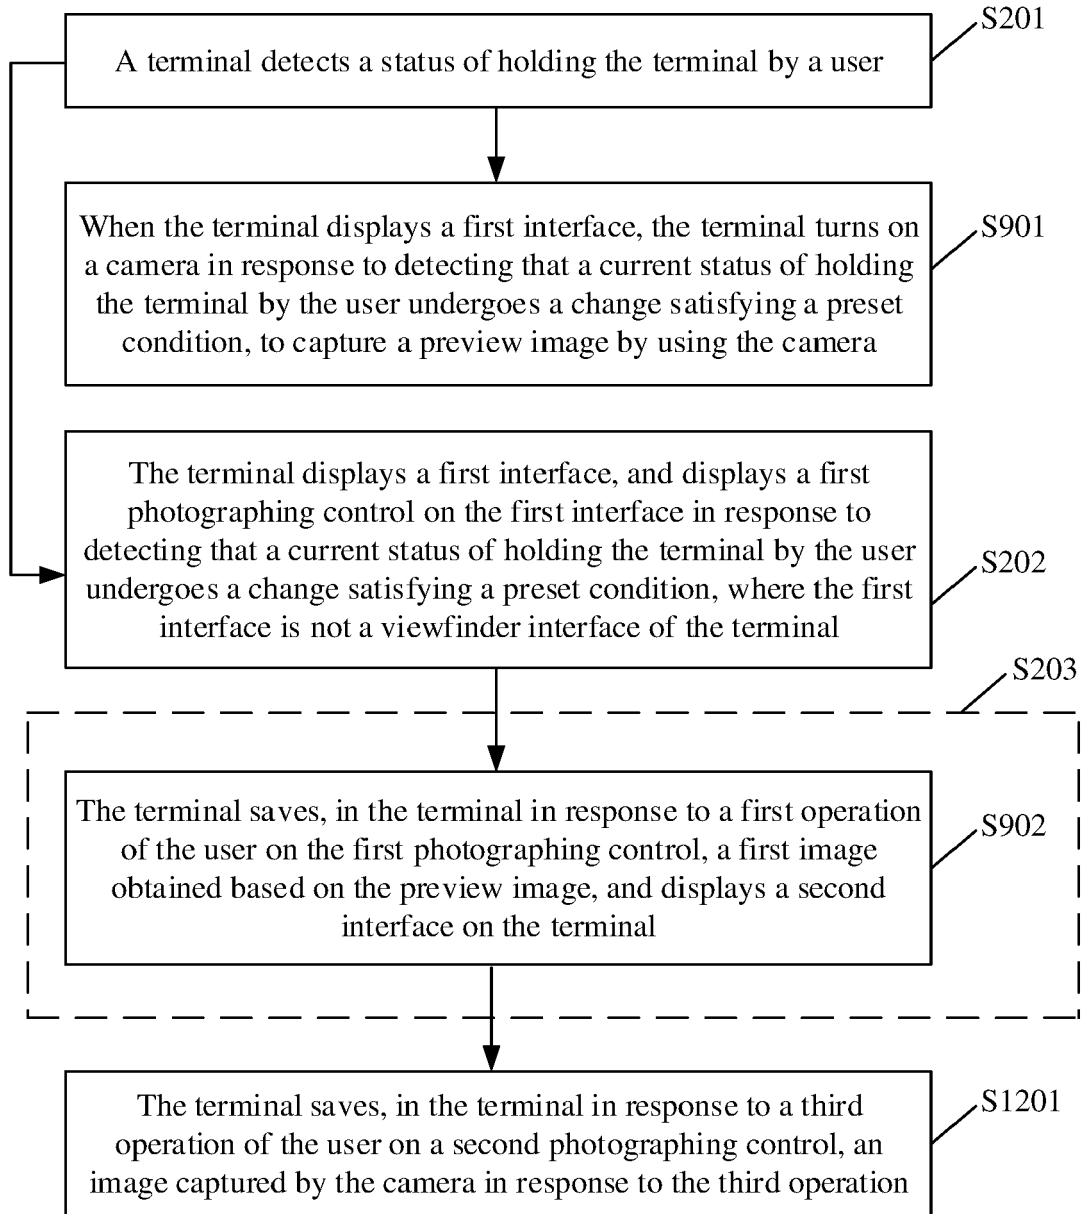 S201
A terminal detects a status of holding the terminal by a user
When the terminal displays a first interface, the terminal turns on
a camera in response to detecting that a current status of holding
the terminal by the user undergoes a change satisfying a preset
condition, to capture a preview image by using the camera
S901
The terminal displays a first interface, and displays a first
photographing control on the first interface in response to
detecting that a current status of holding the terminal by the user
undergoes a change satisfying a preset condition, where the first
interface is not a viewfinder interface of the terminal
S202
S203
The terminal saves, in the terminal in response to a first operation
of the user on the first photographing control, a first image
obtained based on the preview image, and displays a second
interface on the terminal
S902
The terminal saves, in the terminal in response to a third
operation of the user on a second photographing control, an
image captured by the camera in response to the third operation
S1201